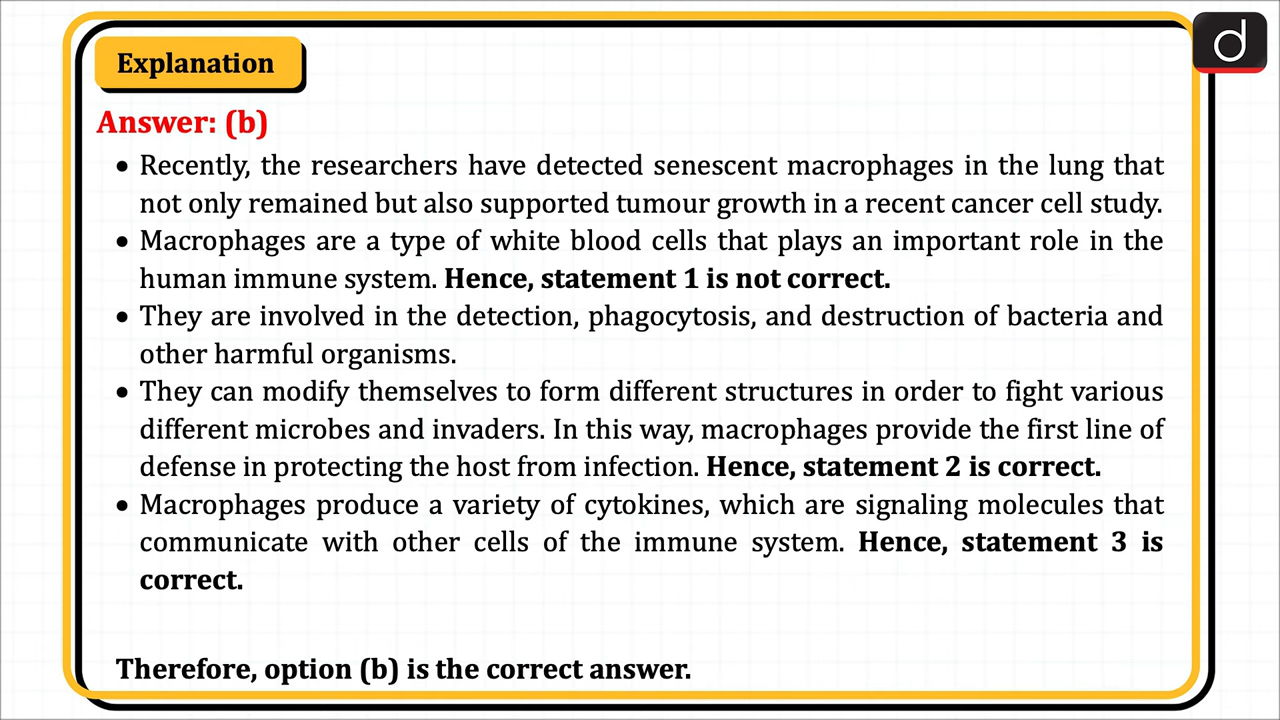 Explanation
d
Answer: (b)
• Recently, the researchers have detected senescent macrophages in the lung that
not only remained but also supported tumour growth in a recent cancer cell study.
• Macrophages are a type of white blood cells that plays an important role in the
human immune system. Hence, statement 1 is not correct.
• They are involved in the detection, phagocytosis, and destruction of bacteria and
other harmful organisms.
• They can modify themselves to form different structures in order to fight various
different microbes and invaders. In this way, macrophages provide the first line of
defense in protecting the host from infection. Hence, statement 2 is correct.
• Macrophages produce a variety of cytokines, which are signaling molecules that
communicate with other cells of the immune system. Hence, statement 3 is
correct.
Therefore, option (b) is the correct answer.